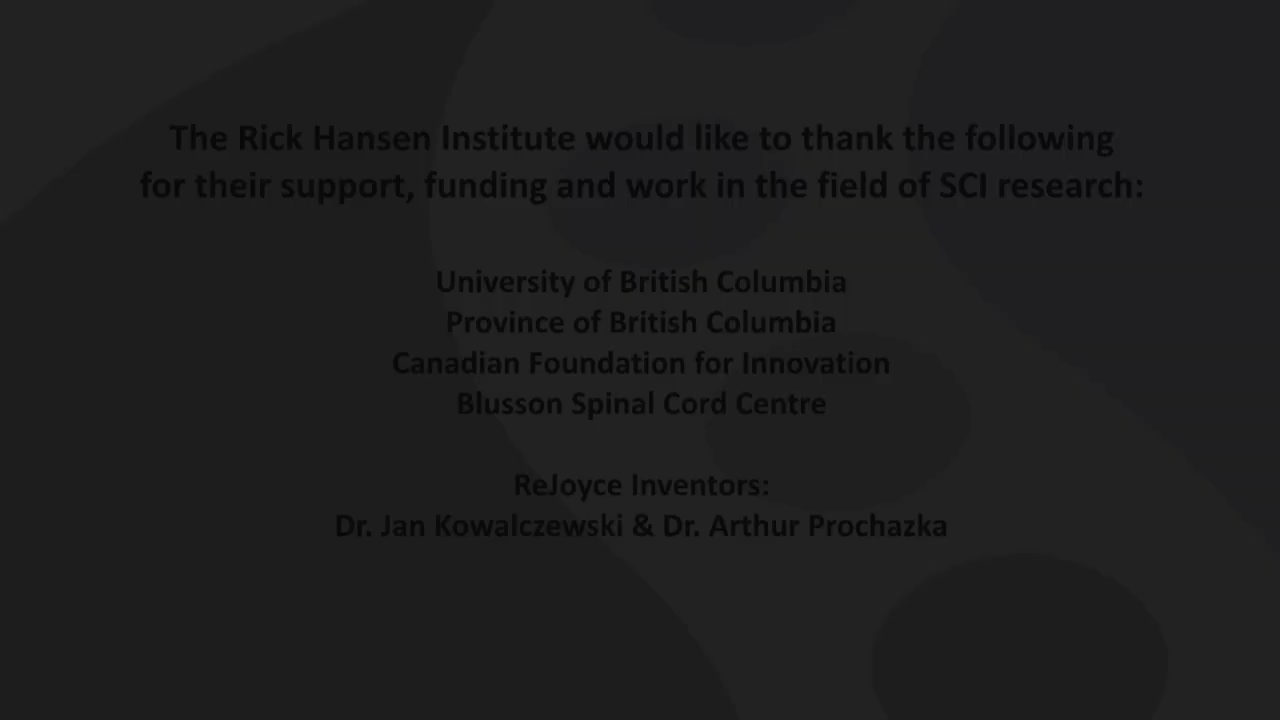 The Rick Hansen Institute would like to thank the following
for their support, funding and work in the field of SCI research:
University of British Columbia
Province of British Columbia
Canadian Foundation for Innovation
Blusson Spinal Cord Centre
ReJoyce Inventors:
Dr. Jan Kowalczewski & Dr. Arthur Prochazka